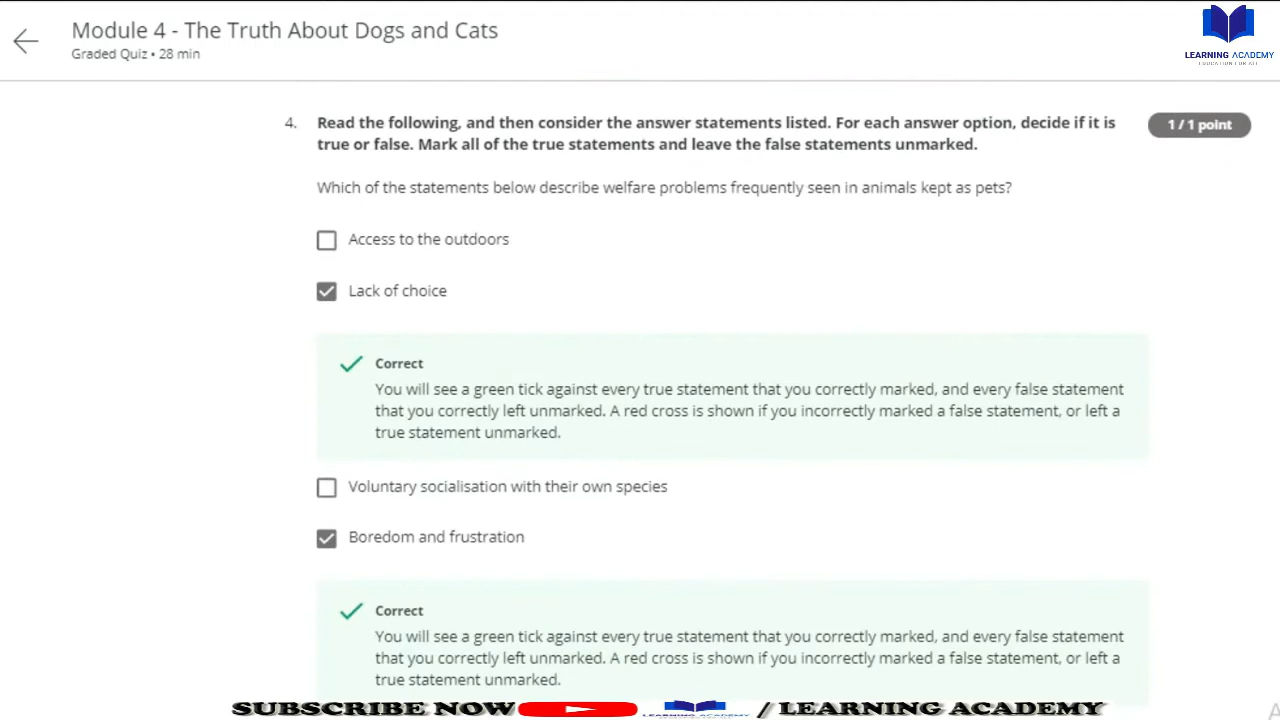 Module 4 - The Truth About Dogs and Cats
Graded Quiz • 28 min
LEARNING ACADEMY
EDUCATION FOR ALL
4. Read the following, and then consider the answer statements listed. For each answer option, decide if it is
true or false. Mark all of the true statements and leave the false statements unmarked.
1 / 1 point
Which of the statements below describe welfare problems frequently seen in animals kept as pets?
Access to the outdoors
Lack of choice
Correct
You will see a green tick against every true statement that you correctly marked, and every false statement
that you correctly left unmarked. A red cross is shown if you incorrectly marked a false statement, or left a
true statement unmarked.
Voluntary socialisation with their own species
Boredom and frustration
Correct
You will see a green tick against every true statement that you correctly marked, and every false statement
that you correctly left unmarked. A red cross is shown if you incorrectly marked a false statement, or left a
true statement unmarked.
SUBSCRIBE NOW LEARNING ACADEMY / LEARNING ACADEMY